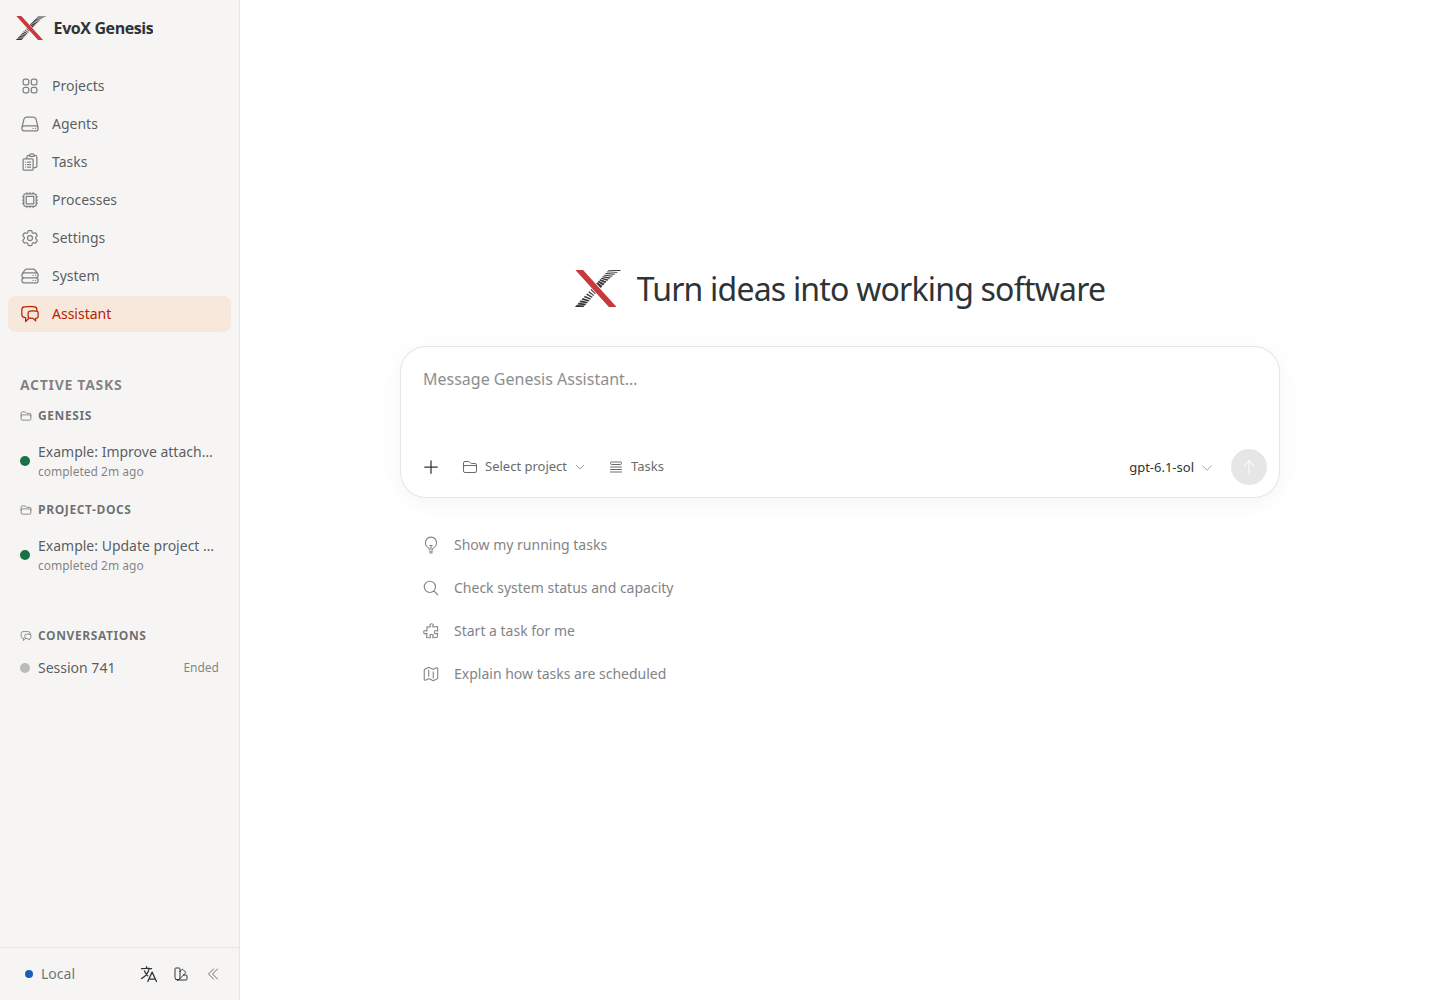 EvoX Genesis
Projects
Agents
Tasks
Processes
Settings
System
Assistant
ACTIVE TASKS
GENESIS
Example: Improve attach...
completed 2m ago
PROJECT-DOCS
Example: Update project ...
completed 2m ago
CONVERSATIONS
Session 741 Ended
Local
Turn ideas into working software
Message Genesis Assistant...
Select project Tasks gpt-6.1-sol
Show my running tasks
Check system status and capacity
Start a task for me
Explain how tasks are scheduled